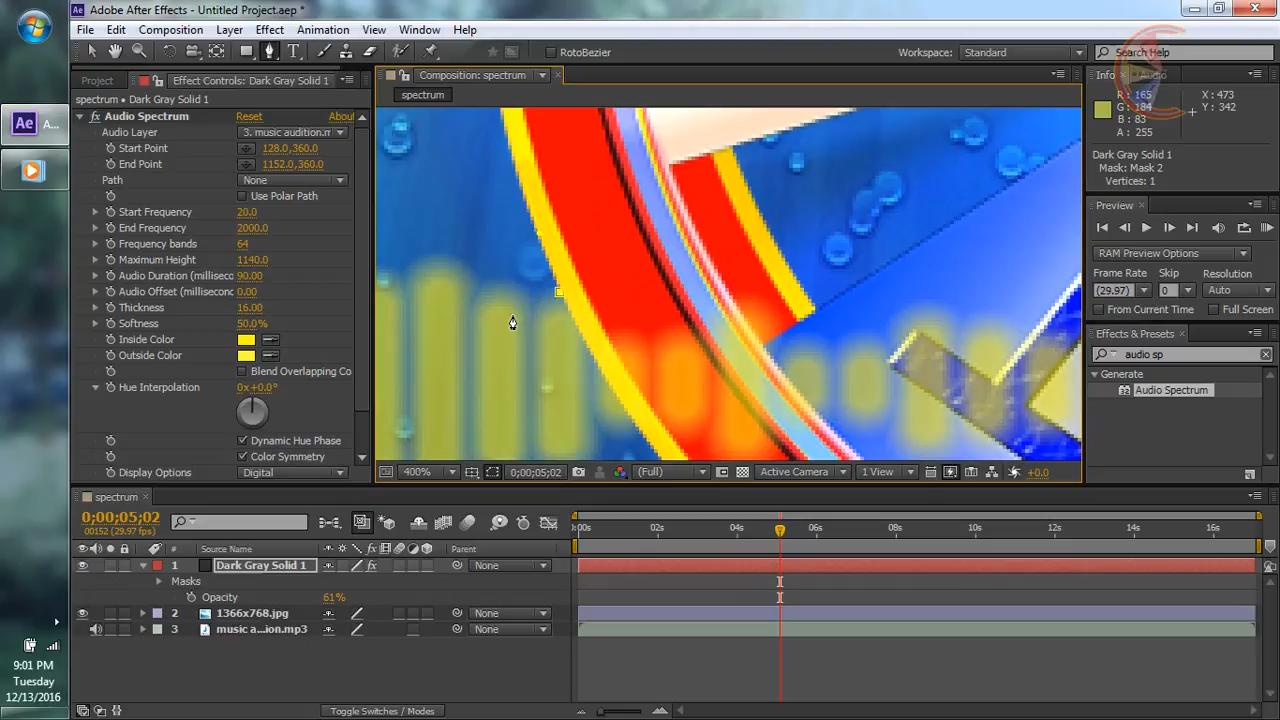 Adobe After Effects - Untitled Project.aep *
File Edit Composition Layer Effect Animation View Window Help
RotoBezier
Workspace: Standard
Search Help
Project Effect Controls: Dark Gray Solid 1
Composition: spectrum
Info Audio
spectrum • Dark Gray Solid 1
spectrum
R: 165 X: 473
G: 184 Y: 342
B: 83
A: 255
Audio Spectrum Reset About
Audio Layer 3. music audition.m
Start Point 128.0,360.0
End Point 1152.0,360.0
Path None
Use Polar Path
Start Frequency 20.0
End Frequency 2000.0
Frequency bands 64
Maximum Height 1140.0
Audio Duration (millisec 90.00
Audio Offset (millisecon 0.00
Thickness 16.00
Softness 50.0%
Inside Color
Outside Color
Blend Overlapping Co
Hue Interpolation 0x+0.0°
Dynamic Hue Phase
Color Symmetry
Display Options Digital
Dark Gray Solid 1
Mask: Mask 2
Vertices: 1
Preview
RAM Preview Options
Frame Rate Skip Resolution
(29.97) 0 Auto
From Current Time Full Screen
Effects & Presets
audio sp
Generate
Audio Spectrum
400% 0;00;05;02 (Full) Active Camera 1 View +0.0
spectrum
0;00;05;02
00152 (29.97 fps)
:00s 02s 04s 06s 08s 10s 12s 14s 16s
# Source Name Parent
1 Dark Gray Solid 1 None
Masks
Opacity 61%
2 1366x768.jpg None
3 music a...ion.mp3 None
Toggle Switches / Modes
A...
9:01 PM
Tuesday
12/13/2016